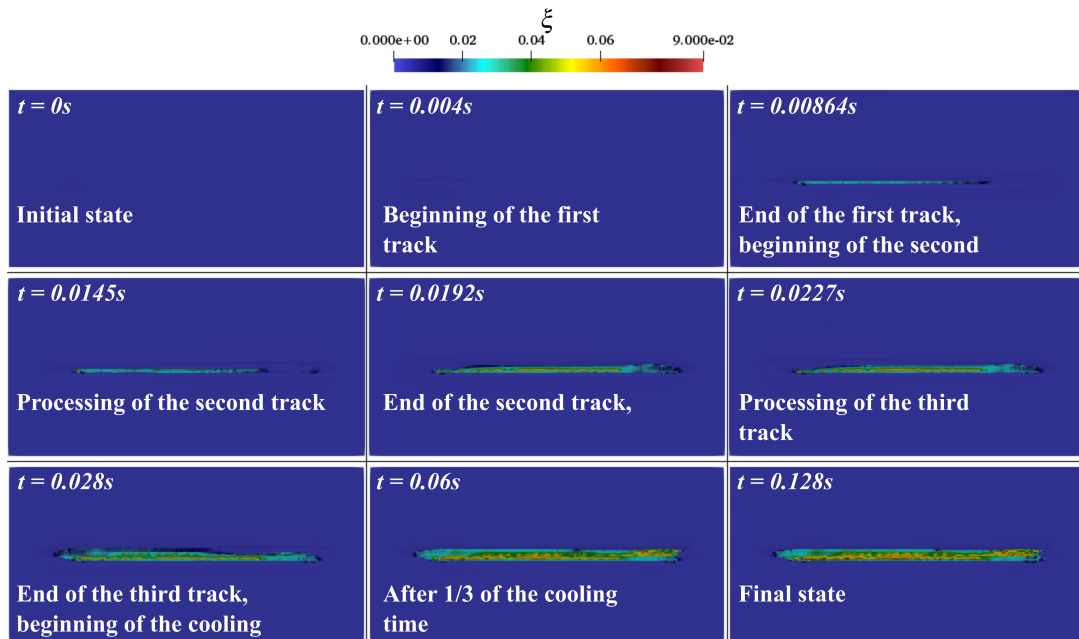 ξ
0.000e+00 0.02 0.04 0.06 9.000e-02
t = 0s
Initial state
t = 0.004s
Beginning of the first
track
t = 0.00864s
End of the first track,
beginning of the second
t = 0.0145s
Processing of the second track
t = 0.0192s
End of the second track,
t = 0.0227s
Processing of the third
track
t = 0.028s
End of the third track,
beginning of the cooling
t = 0.06s
After 1/3 of the cooling
time
t = 0.128s
Final state